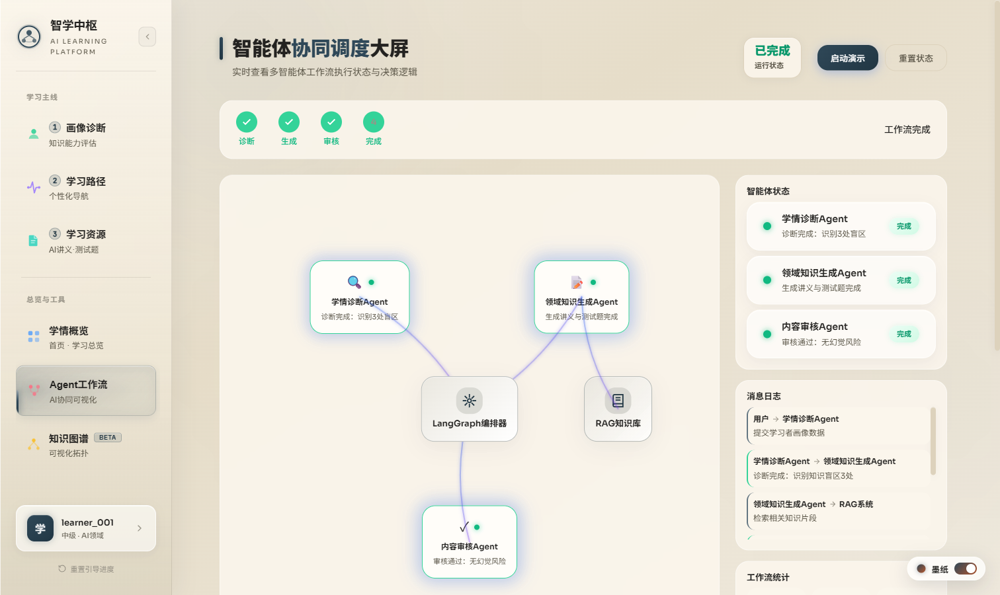 智学中枢
AI LEARNING
PLATFORM
学习主线
1 画像诊断
知识能力评估
2 学习路径
个性化导航
3 学习资源
AI讲义·测试题
总览与工具
学情概览
首页 · 学习总览
Agent工作流
AI协同可视化
知识图谱 BETA
可视化拓扑
学
learner_001
中级 · AI领域
重置引导进度
智能体协同调度大屏
实时查看多智能体工作流执行状态与决策逻辑
已完成
运行状态
启动演示
重置状态
诊断
生成
审核
4
完成
工作流完成
学情诊断Agent
诊断完成：识别3处盲区
领域知识生成Agent
生成讲义与测试题完成
LangGraph编排器
RAG知识库
内容审核Agent
审核通过：无幻觉风险
智能体状态
学情诊断Agent
诊断完成：识别3处盲区
完成
领域知识生成Agent
生成讲义与测试题完成
完成
内容审核Agent
审核通过：无幻觉风险
完成
消息日志
用户 → 学情诊断Agent
提交学习者画像数据
学情诊断Agent → 领域知识生成Agent
诊断完成：识别知识盲区3处
领域知识生成Agent → RAG系统
检索相关知识片段
工作流统计
墨纸